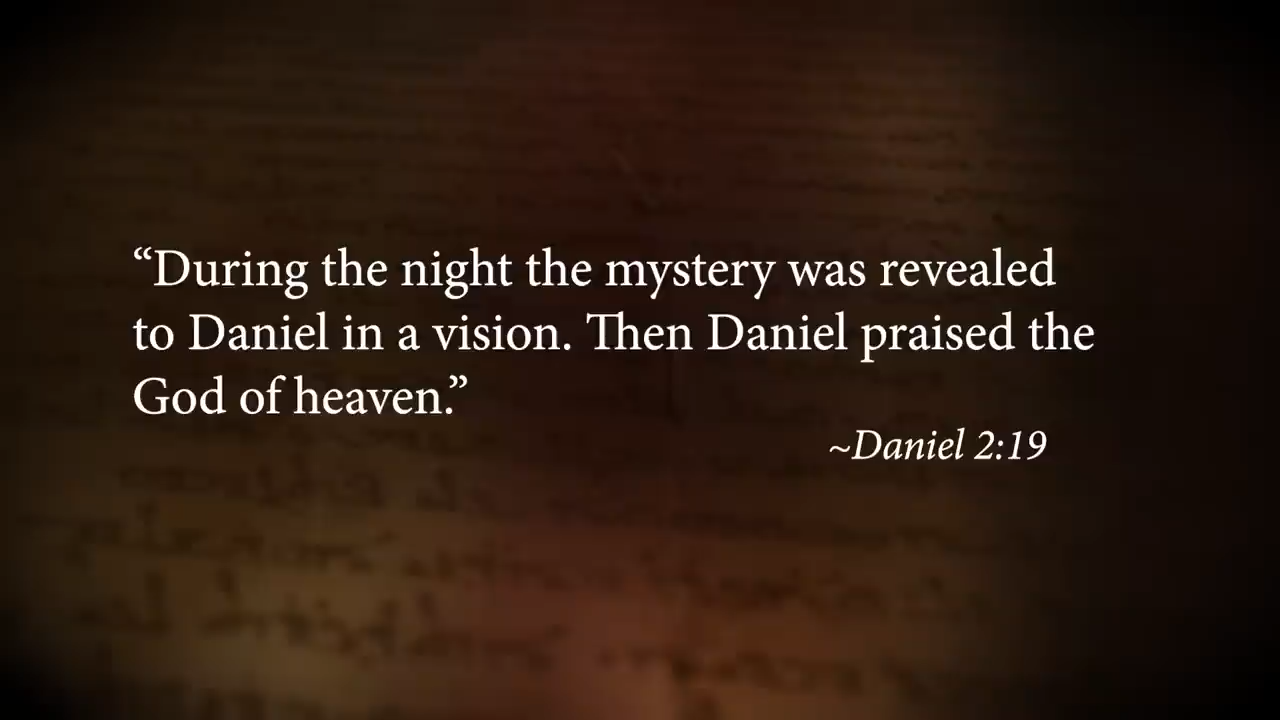 “During the night the mystery was revealed
to Daniel in a vision. Then Daniel praised the
God of heaven.”
~Daniel 2:19